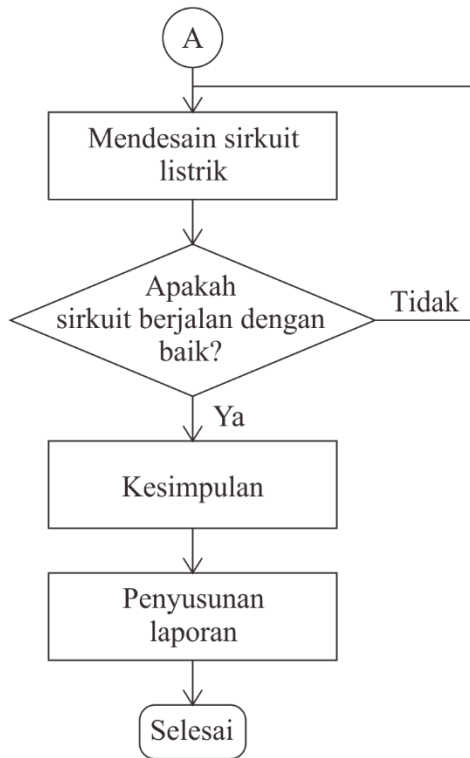 A
Mendesain sirkuit
listrik
Apakah
sirkuit berjalan dengan
baik?
Tidak
Ya
Kesimpulan
Penyusunan
laporan
Selesai